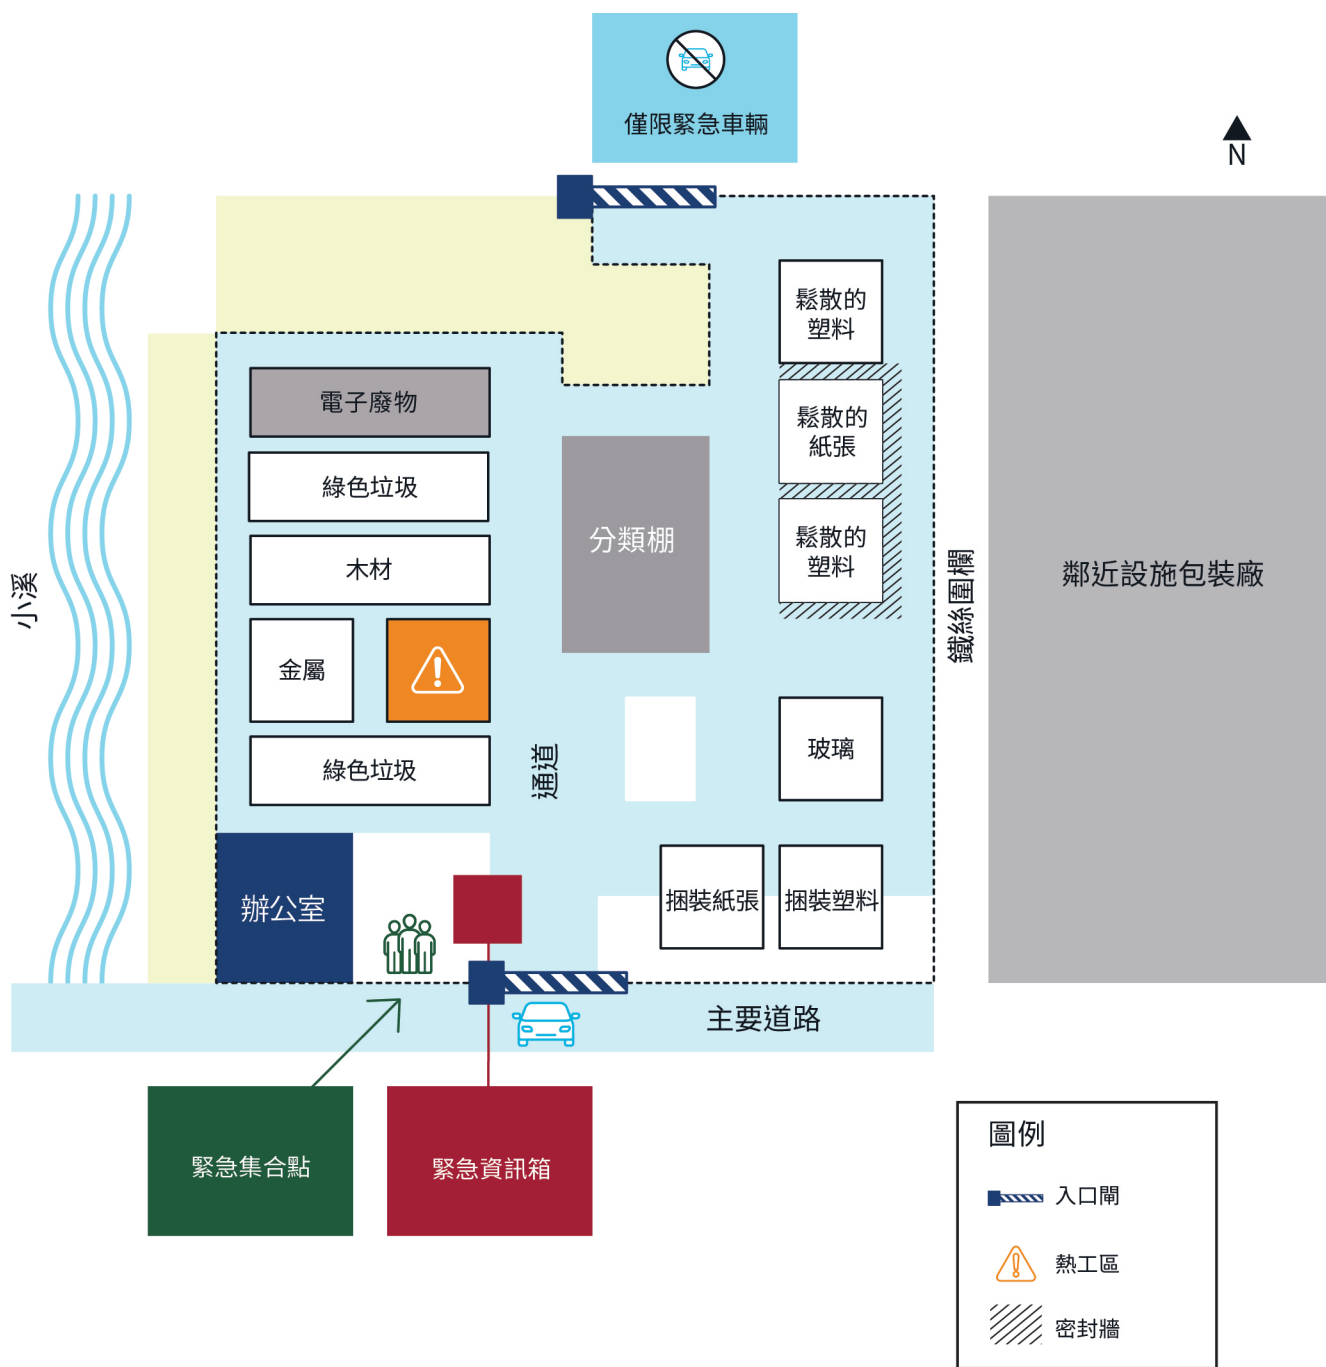 僅限緊急車輛
N
鬆散的
塑料
電子廢物
鬆散的
紙張
綠色垃圾
分類棚
鬆散的
塑料
木材
鄰近設施包裝廠
小溪
鐵絲圍欄
金屬
玻璃
綠色垃圾
通道
辦公室
捆裝紙張
捆裝塑料
主要道路
緊急集合點
緊急資訊箱
圖例
入口閘
熱工區
密封牆